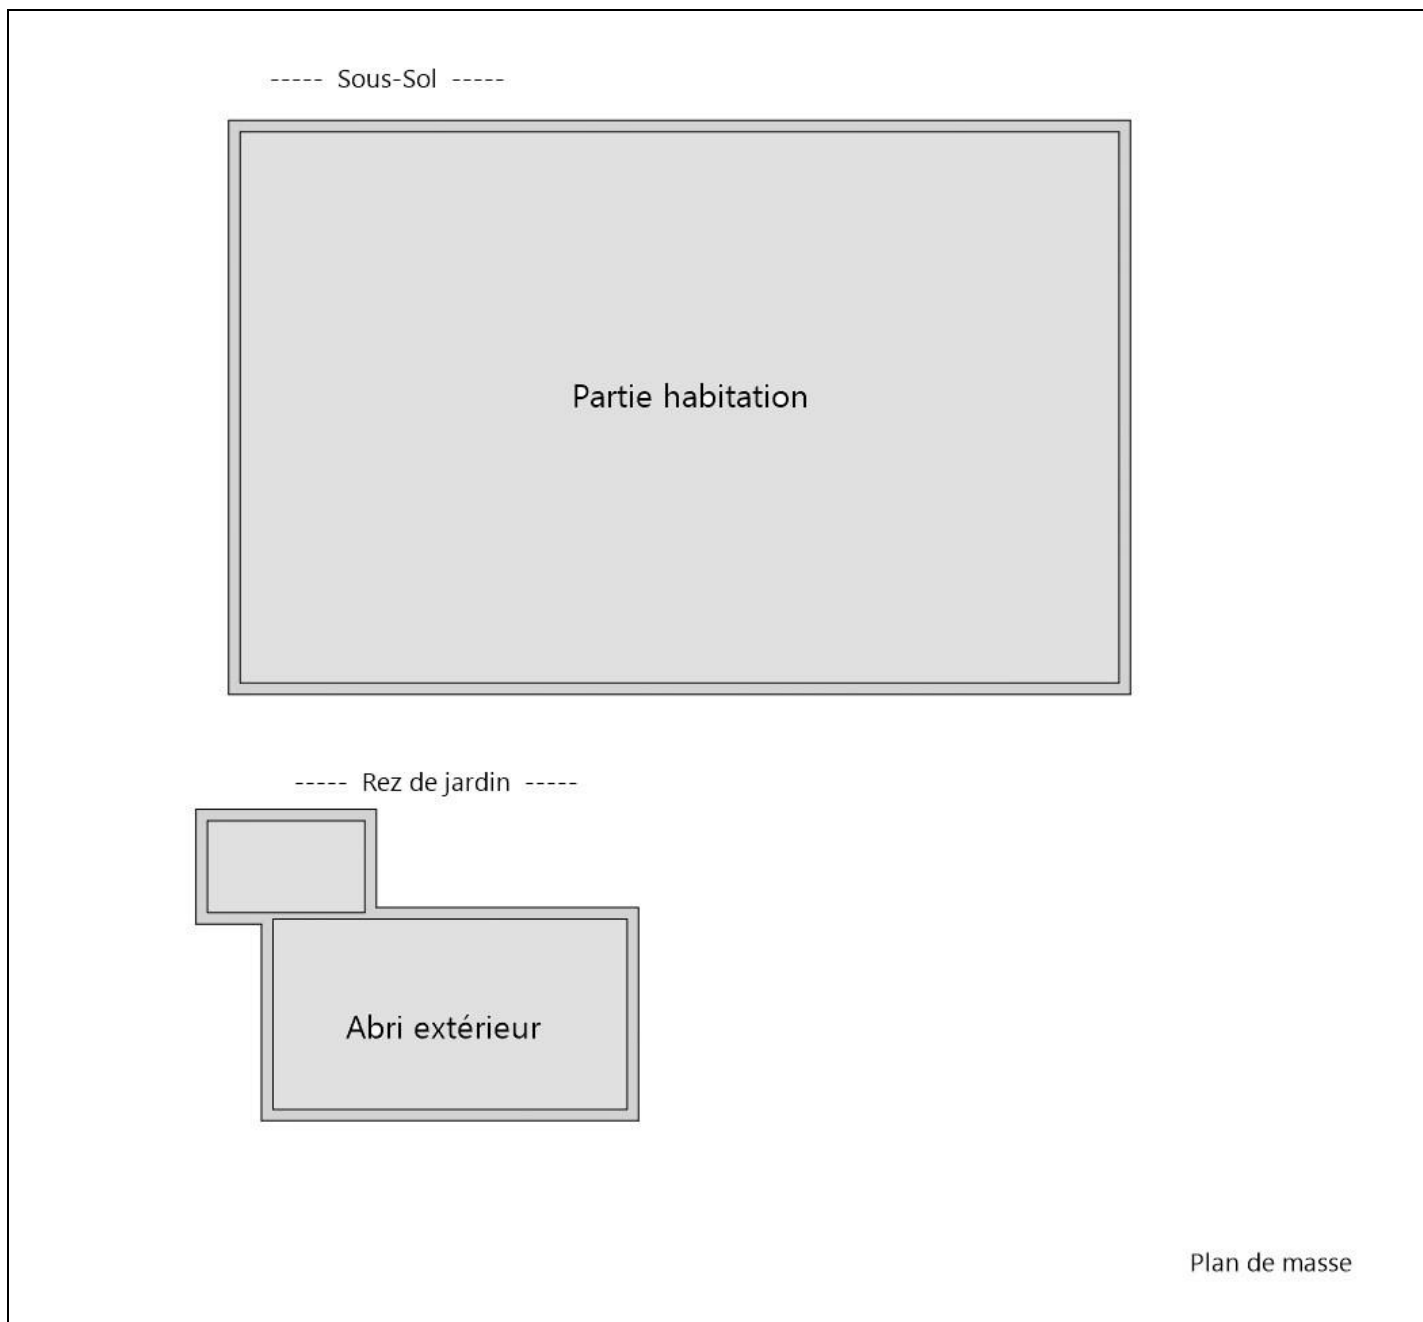 ----- Sous-Sol -----
Partie habitation
----- Rez de jardin -----
Abri extérieur
Plan de masse